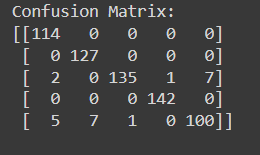 Confusion Matrix:
[[114   0   0   0   0]
 [  0 127   0   0   0]
 [  2   0 135   1   7]
 [  0   0   0 142   0]
 [  5   7   1   0 100]]